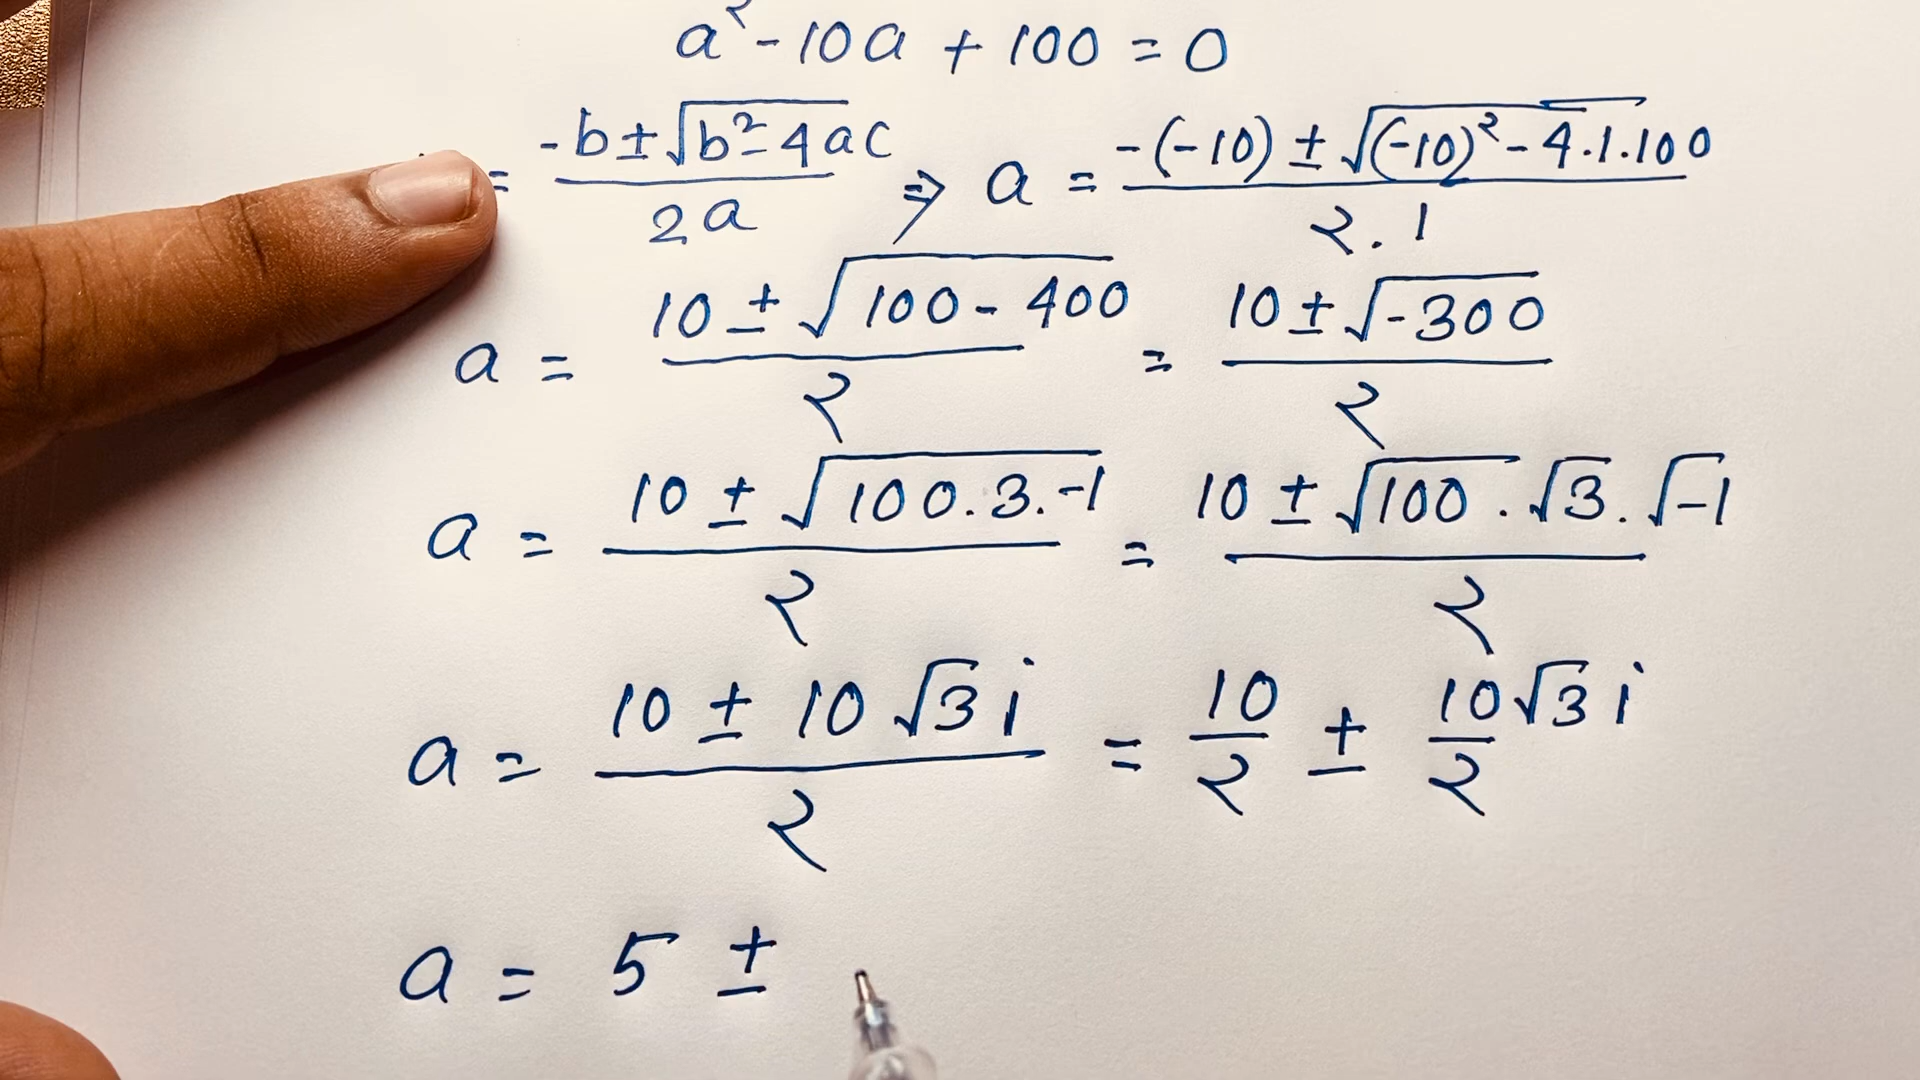 a² - 10a + 100 = 0
= (-b ± √(b² - 4ac))/(2a) ⇒ a = (-(-10) ± √((-10)² - 4.1.100))/(2.1)
a = (10 ± √(100 - 400))/2 = (10 ± √(-300))/2
a = (10 ± √(100.3.-1))/2 = (10 ± √100 . √3 . √-1)/2
a = (10 ± 10√3 i)/2 = 10/2 ± 10/2 √3 i
a = 5 ±